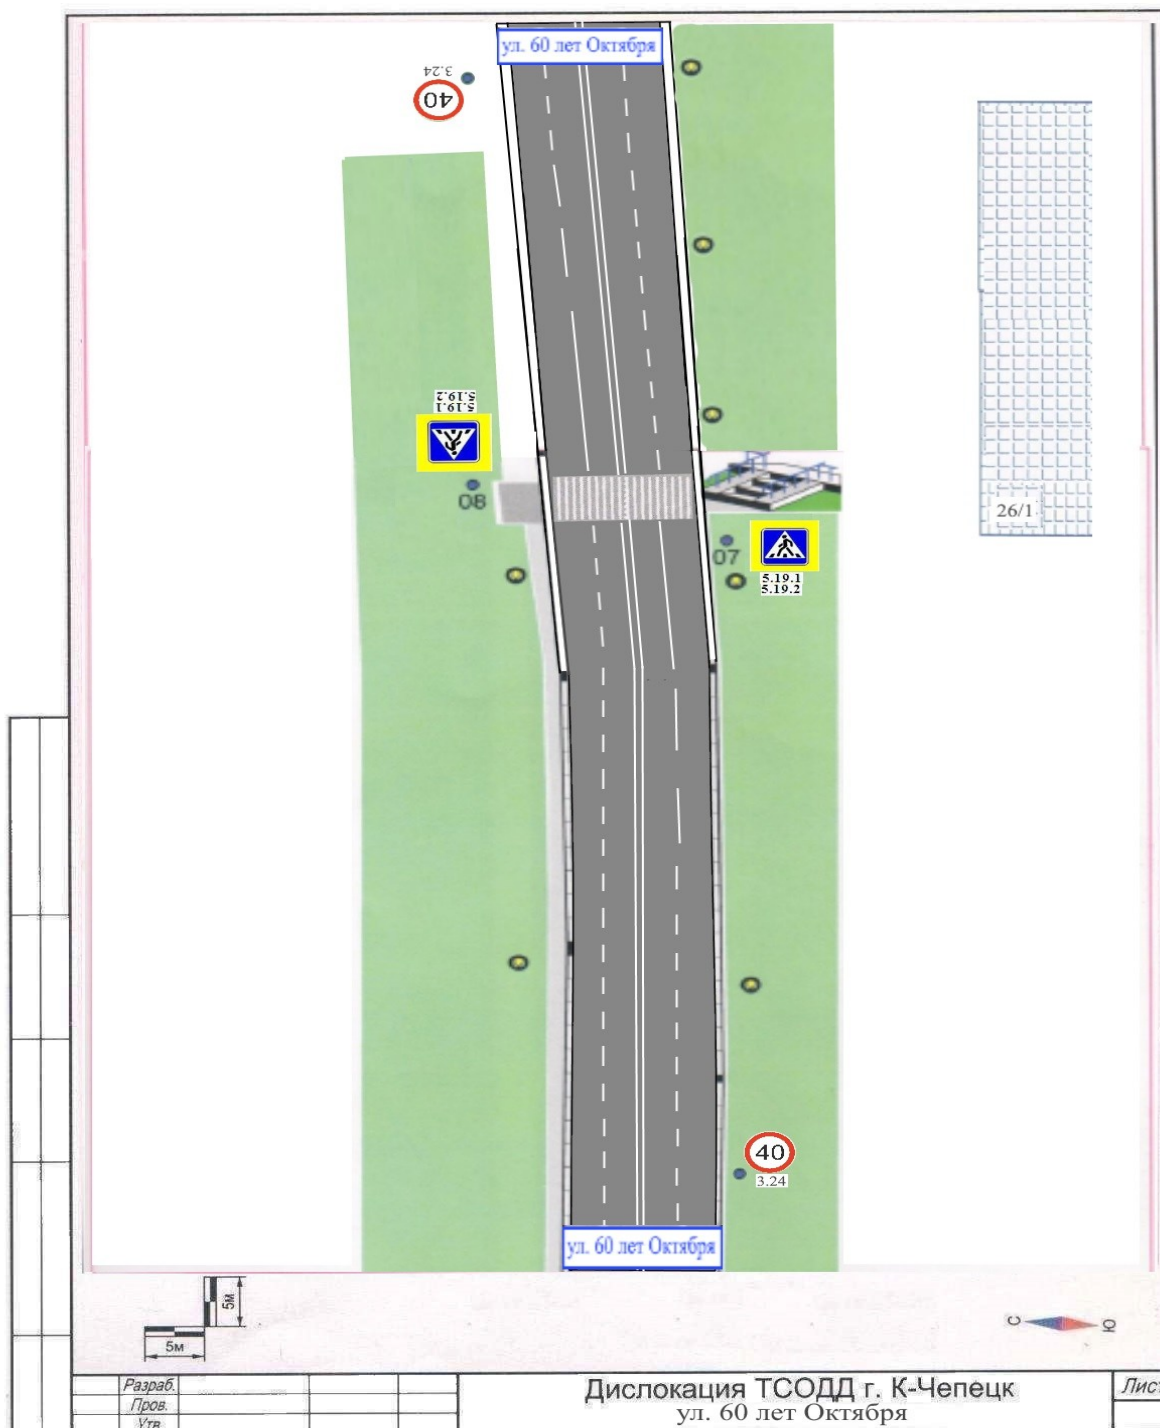 ул. 60 лет Октября
3.24
40
5.19.2
5.19.1
08
26/1
07
5.19.1
5.19.2
40
3.24
ул. 60 лет Октября
5м
5м
С
Ю
Разраб.
Пров.
Утв
Дислокация ТСОДД г. К-Чепецк
ул. 60 лет Октября
Лист